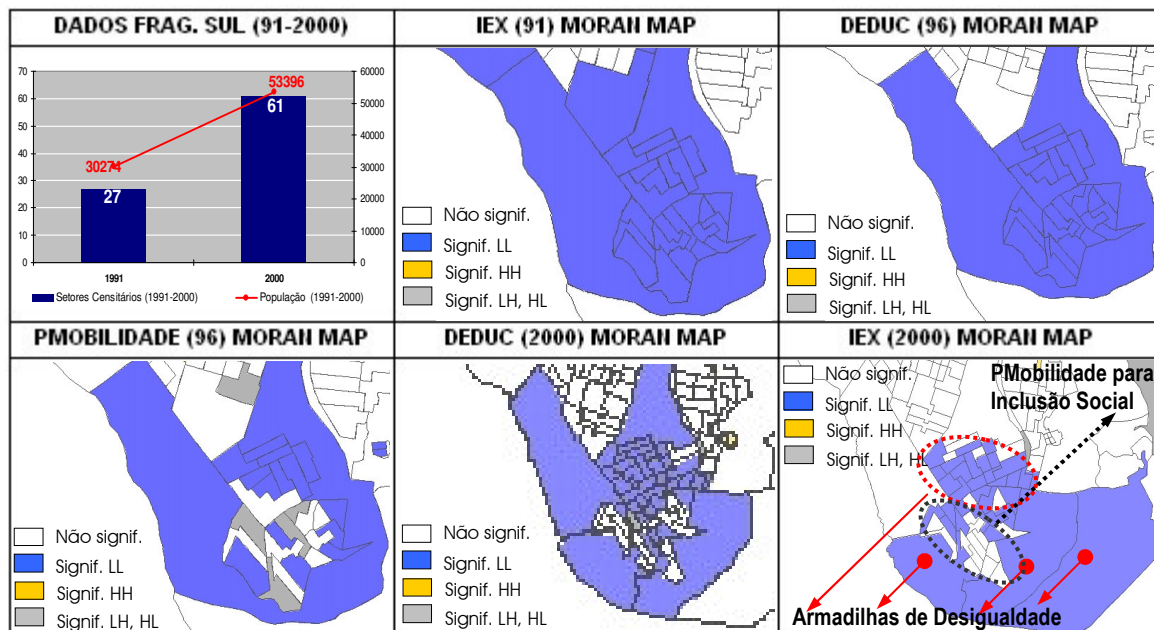 DADOS FRAG. SUL (91-2000)
70
60
50
40
30
20
10
0
60000
50000
40000
30000
20000
10000
0
30274
27
53396
61
1991
2000
Setores Censitários (1991-2000)
População (1991-2000)
IEX (91) MORAN MAP
Não signif.
Signif. LL
Signif. HH
Signif. LH, HL
DEDUC (96) MORAN MAP
Não signif.
Signif. LL
Signif. HH
Signif. LH, HL
PMOBILIDADE (96) MORAN MAP
Não signif.
Signif. LL
Signif. HH
Signif. LH, HL
DEDUC (2000) MORAN MAP
Não signif.
Signif. LL
Signif. HH
Signif. LH, HL
IEX (2000) MORAN MAP
Não signif.
Signif. LL
Signif. HH
Signif. LH, HL
PMobilidade para
Inclusão Social
Armadilhas de Desigualdade